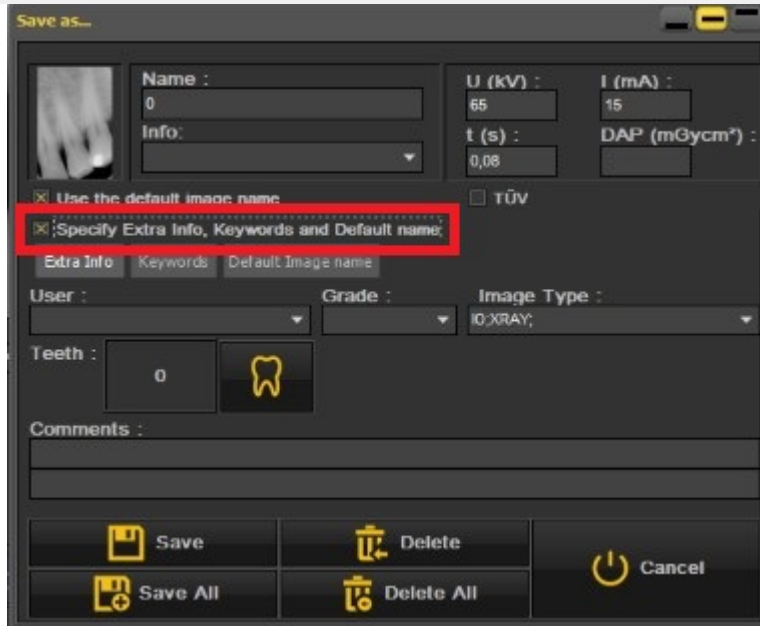 Save as...
Name :
0
Info:
U (kV) :
65
I (mA) :
15
t (s) :
0,08
DAP (mGycm²) :
Use the default image name
TÜV
Specify Extra Info, Keywords and Default name;
Extra Info
Keywords
Default Image name
User :
Grade :
Image Type :
IO;XRAY;
Teeth :
0
Comments :
Save
Delete
Cancel
Save All
Delete All